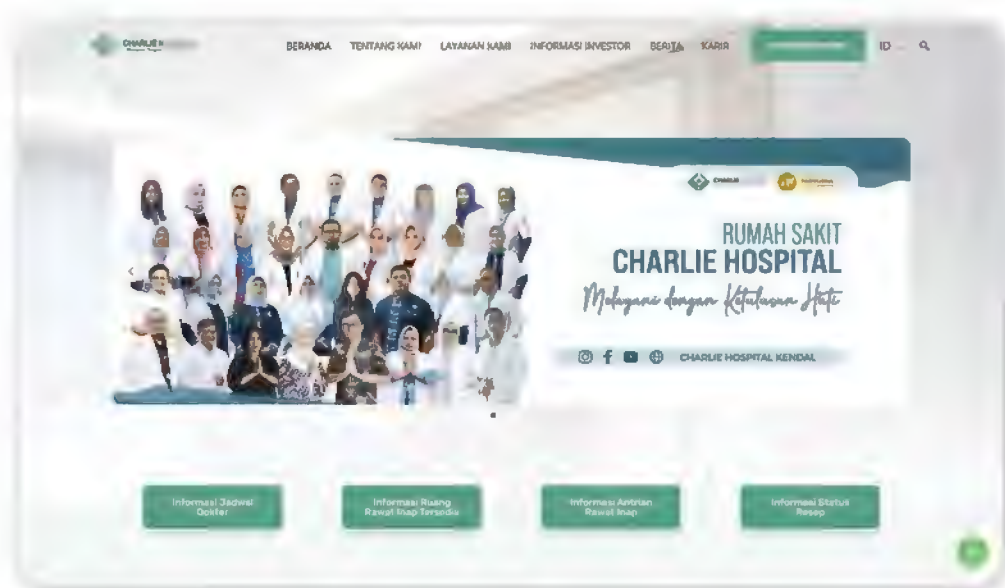 CHARLIE
BERANDA TENTANG KAMI LAYANAN KAMI INFORMASI INVESTOR BERITA KARIR ID
CHARLIE
RUMAH SAKIT
CHARLIE HOSPITAL
Melayani dengan Ketulusan Hati
CHARLIE HOSPITAL KENDAL
Informasi Jadwal
Dokter
Informasi Ruang
Rawat Inap Tersedia
Informasi Antrian
Rawat Inap
Informasi Status
Resep